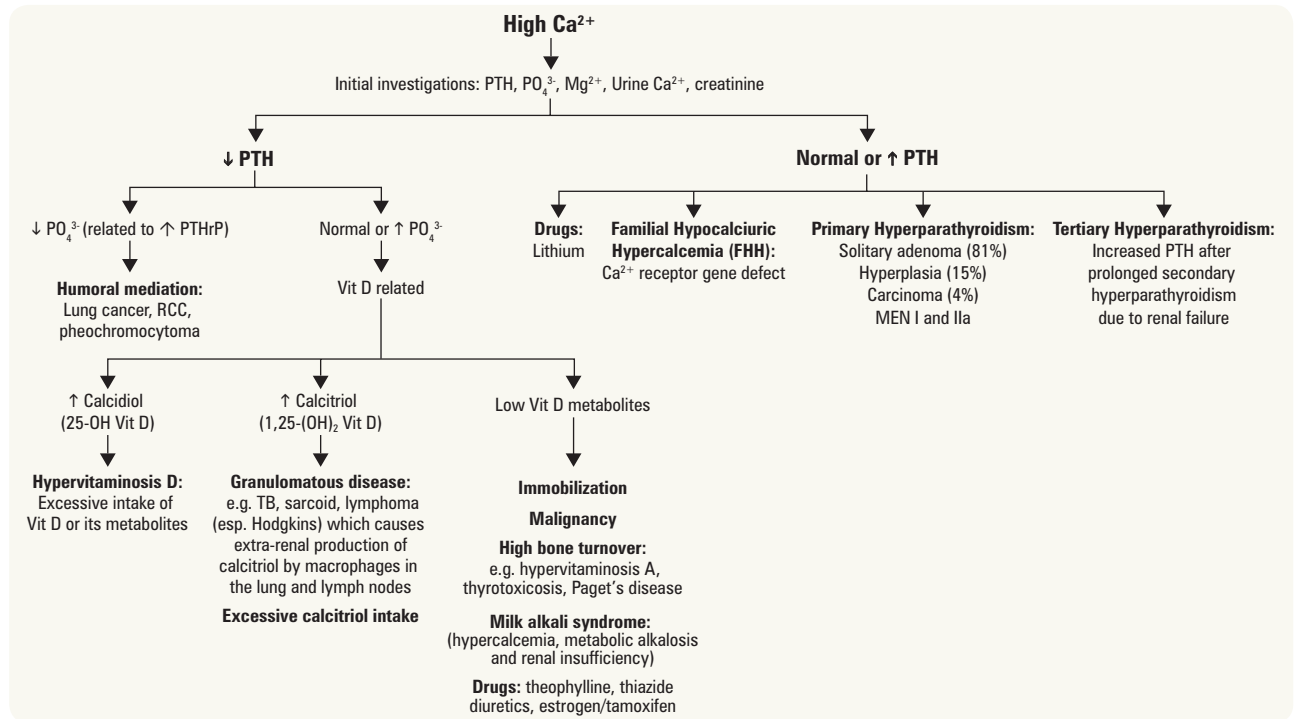 High Ca²⁺
Initial investigations: PTH, PO₄³⁻, Mg²⁺, Urine Ca²⁺, creatinine
↓ PTH
Normal or ↑ PTH
↓ PO₄³⁻ (related to ↑ PTHrP)
Normal or ↑ PO₄³⁻
Humoral mediation:
Lung cancer, RCC,
pheochromocytoma
Vit D related
Drugs:
Lithium
Familial Hypocalciuric
Hypercalcemia (FHH):
Ca²⁺ receptor gene defect
Primary Hyperparathyroidism:
Solitary adenoma (81%)
Hyperplasia (15%)
Carcinoma (4%)
MEN I and IIa
Tertiary Hyperparathyroidism:
Increased PTH after
prolonged secondary
hyperparathyroidism
due to renal failure
↑ Calcidiol
(25-OH Vit D)
↑ Calcitriol
(1,25-(OH)₂ Vit D)
Low Vit D metabolites
Hypervitaminosis D:
Excessive intake of
Vit D or its metabolites
Granulomatous disease:
e.g. TB, sarcoid, lymphoma
(esp. Hodgkins) which causes
extra-renal production of
calcitriol by macrophages in
the lung and lymph nodes
Excessive calcitriol intake
Immobilization
Malignancy
High bone turnover:
e.g. hypervitaminosis A,
thyrotoxicosis, Paget's disease
Milk alkali syndrome:
(hypercalcemia, metabolic alkalosis
and renal insufficiency)
Drugs: theophylline, thiazide
diuretics, estrogen/tamoxifen